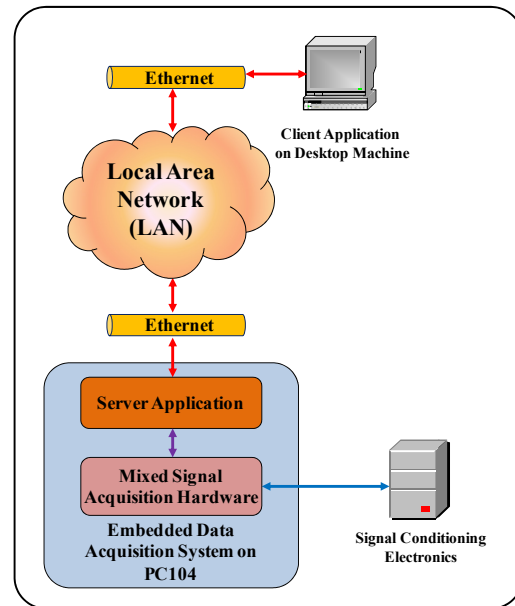 Ethernet
Client Application
on Desktop Machine
Local Area
Network
(LAN)
Ethernet
Server Application
Mixed Signal
Acquisition Hardware
Embedded Data
Acquisition System on
PC104
Signal Conditioning
Electronics